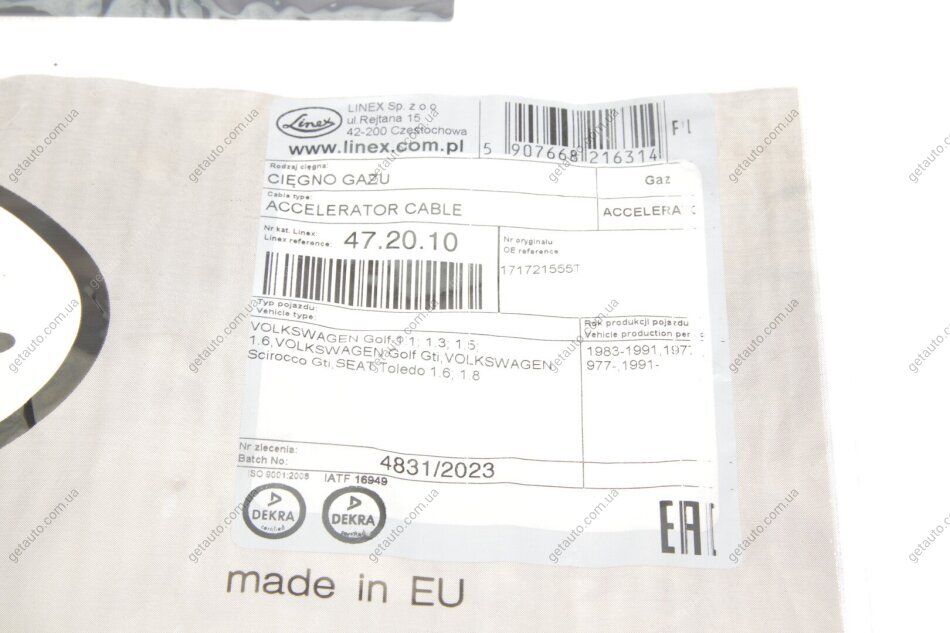 Linex
LINEX Sp. z o.o.
ul.Rejtana 15
42-200 Częstochowa
www.linex.com.pl
5 907668 216314
Rodzaj cięgna:
CIĘGNO GAZU
Gaz
Cable type:
ACCELERATOR CABLE
ACCELERA
Nr kat. Linex:
Linex reference:
47.20.10
Nr oryginału
OE reference
171721555T
Typ pojazdu:
Vehicle type:
Rok produkcji pojazdu
Vehicle production per
VOLKSWAGEN Golf 1.1; 1.3; 1.5;
1.6,VOLKSWAGEN Golf Gti,VOLKSWAGEN
Scirocco Gti,SEAT Toledo 1.6, 1.8
1983-1991,197
977-,1991-
Nr zlecenia:
Batch No:
4831/2023
ISO 9001:2008
IATF 16949
DEKRA
certified
DEKRA
certified
EAC
made in EU
getauto.com.ua